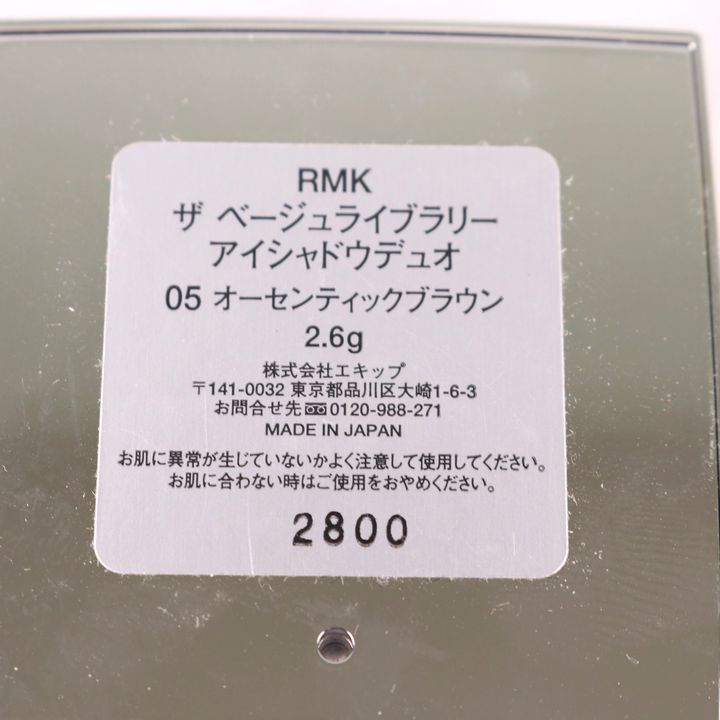 RMK
ザ ベージュライブラリー
アイシャドウデュオ
05 オーセンティックブラウン
2.6g
株式会社エキップ
〒141-0032 東京都品川区大崎1-6-3
お問合せ先 0120-988-271
MADE IN JAPAN
お肌に異常が生じていないかよく注意して使用してください。
お肌に合わない時はご使用をおやめください。
2800